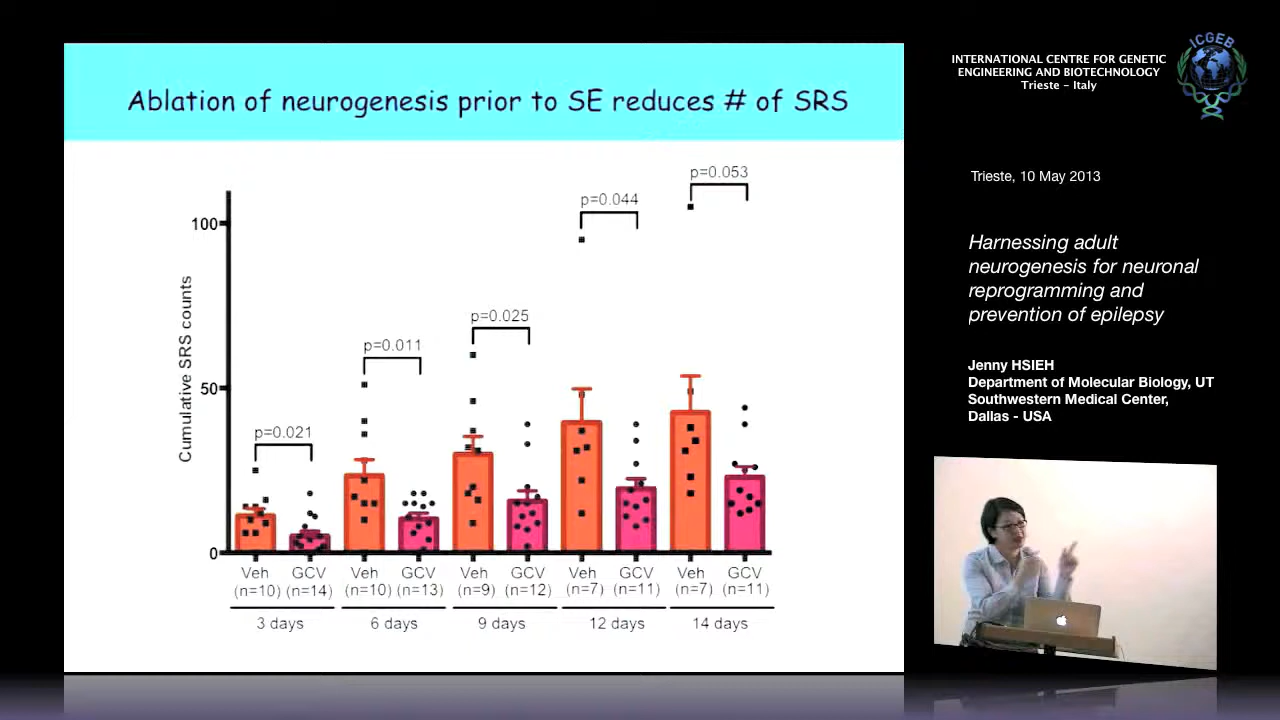 Ablation of neurogenesis prior to SE reduces # of SRS
p=0.053
p=0.044
p=0.025
p=0.011
p=0.021
100
50
0
Cumulative SRS counts
Veh GCV Veh GCV Veh GCV Veh GCV Veh GCV
(n=10) (n=14) (n=10) (n=13) (n=9) (n=12) (n=7) (n=11) (n=7) (n=11)
3 days 6 days 9 days 12 days 14 days
INTERNATIONAL CENTRE FOR GENETIC
ENGINEERING AND BIOTECHNOLOGY
Trieste - Italy
ICGEB
Trieste, 10 May 2013
Harnessing adult
neurogenesis for neuronal
reprogramming and
prevention of epilepsy
Jenny HSIEH
Department of Molecular Biology, UT
Southwestern Medical Center,
Dallas - USA